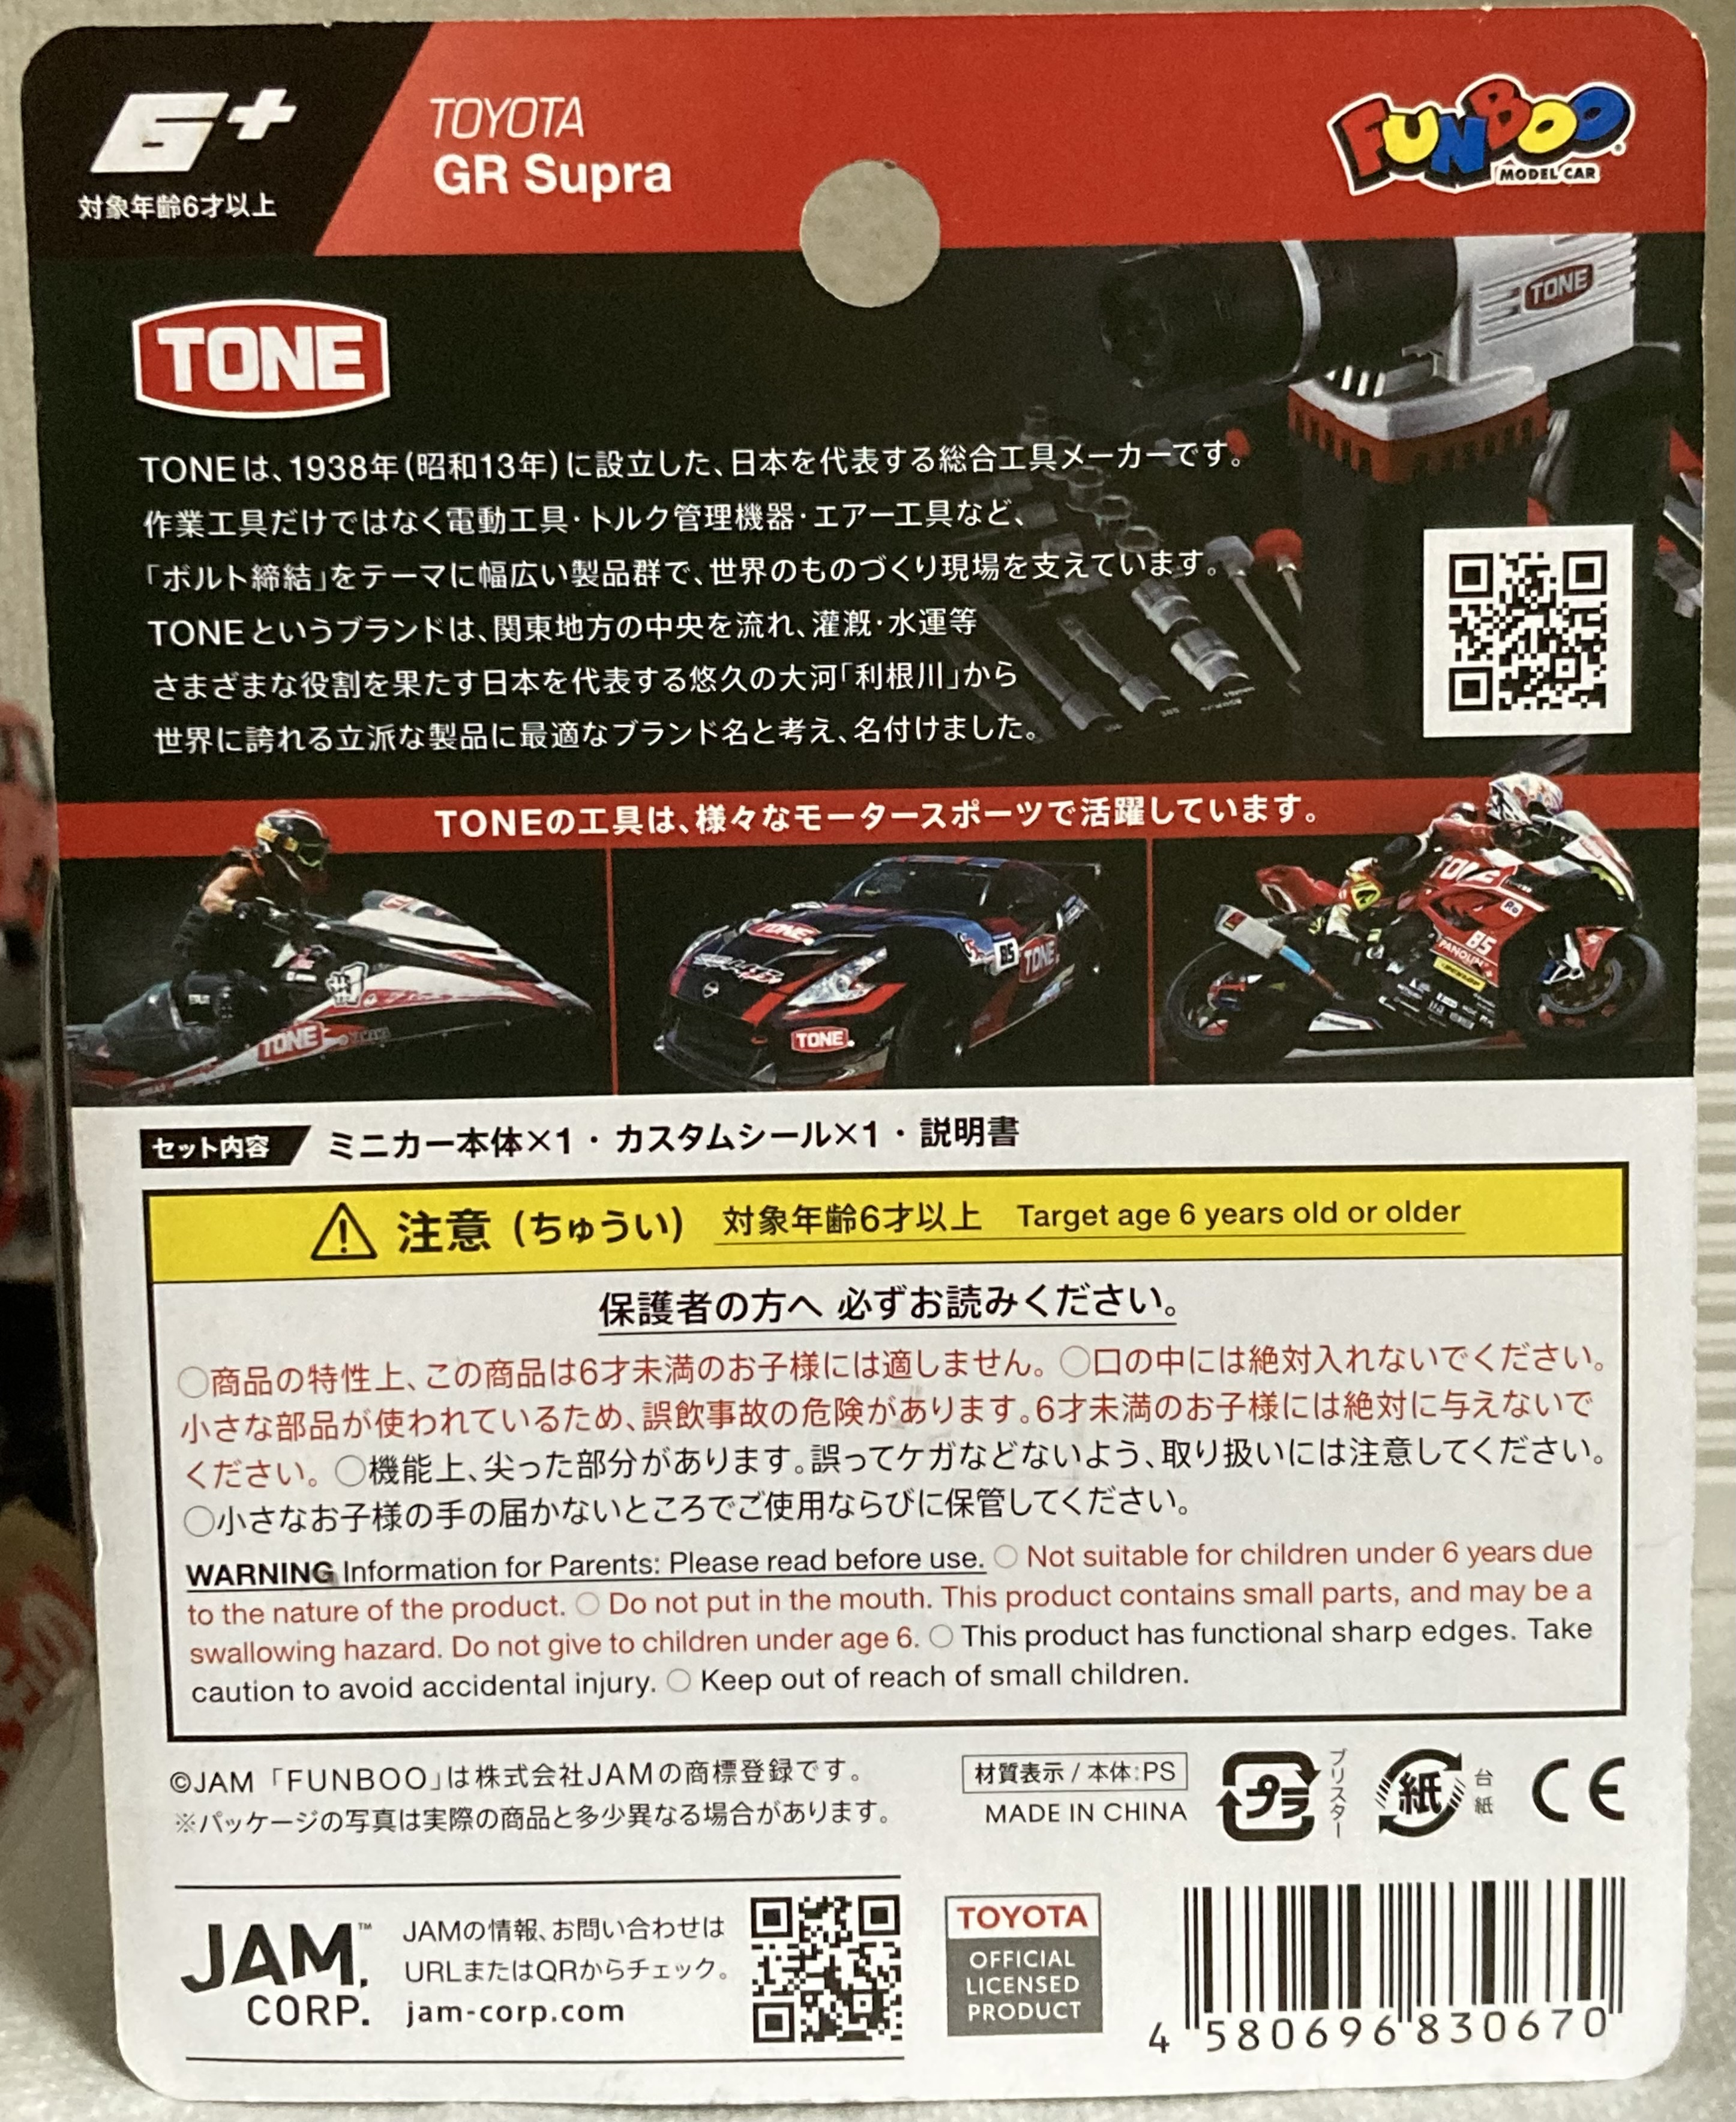 6+
対象年齢6才以上
TOYOTA
GR Supra
FUNBOO
MODEL CAR
TONE
TONE
TONEは、1938年(昭和13年)に設立した、日本を代表する総合工具メーカーです。
作業工具だけではなく電動工具・トルク管理機器・エアー工具など、
「ボルト締結」をテーマに幅広い製品群で、世界のものづくり現場を支えています。
TONEというブランドは、関東地方の中央を流れ、灌漑・水運等
さまざまな役割を果たす日本を代表する悠久の大河「利根川」から
世界に誇れる立派な製品に最適なブランド名と考え、名付けました。
TONEの工具は、様々なモータースポーツで活躍しています。
TONE
TONE
85
TONE
TONE
TONE
R6
85
PANOLIN
セット内容 ミニカー本体×1・カスタムシール×1・説明書
注意(ちゅうい) 対象年齢6才以上 Target age 6 years old or older
保護者の方へ 必ずお読みください。
○商品の特性上、この商品は6才未満のお子様には適しません。○口の中には絶対入れないでください。
小さな部品が使われているため、誤飲事故の危険があります。6才未満のお子様には絶対に与えないで
ください。○機能上、尖った部分があります。誤ってケガなどないよう、取り扱いには注意してください。
○小さなお子様の手の届かないところでご使用ならびに保管してください。
WARNING Information for Parents: Please read before use. ○ Not suitable for children under 6 years due
to the nature of the product. ○ Do not put in the mouth. This product contains small parts, and may be a
swallowing hazard. Do not give to children under age 6. ○ This product has functional sharp edges. Take
caution to avoid accidental injury. ○ Keep out of reach of small children.
©JAM「FUNBOO」は株式会社JAMの商標登録です。
※パッケージの写真は実際の商品と多少異なる場合があります。
材質表示 / 本体:PS
MADE IN CHINA
プラ
ブリスター
紙
台紙
CE
JAM™
CORP.
JAMの情報、お問い合わせは
URLまたはQRからチェック。
jam-corp.com
TOYOTA
OFFICIAL
LICENSED
PRODUCT
4 580696 830670